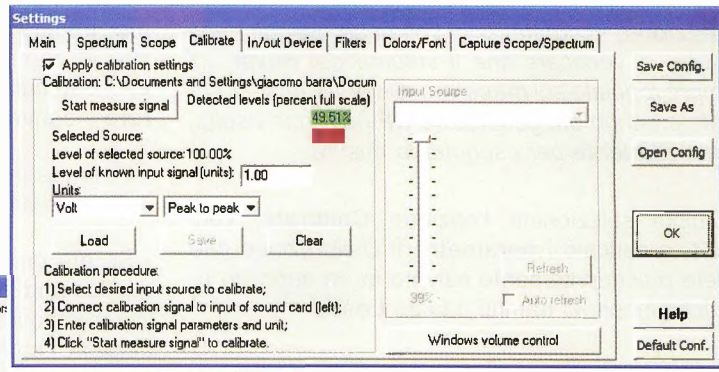 Settings
Main Spectrum Scope Calibrate In/out Device Filters Colors/Font Capture Scope/Spectrum
Apply calibration settings
Calibration: C:\Documents and Settings\giacomo barra\Docum
Start measure signal
Detected levels (percent full scale)
49.51%
Selected Source:
Level of selected source:100.00%
Level of known input signal(units): 1.00
Units:
Volt Peak to peak
Load Save Clear
Calibration procedure:
1) Select desired input source to calibrate;
2) Connect calibration signal to input of sound card (left);
3) Enter calibration signal parameters and unit;
4) Click "Start measure signal" to calibrate.
Input Source
39%
Refresh
Auto refresh
Windows volume control
Save Config.
Save As
Open Config
OK
Help
Default Conf.